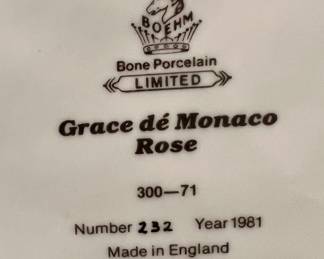 BOEHM
Bone Porcelain
LIMITED
Grace dé Monaco
Rose
300—71
Number 232 Year 1981
Made in England